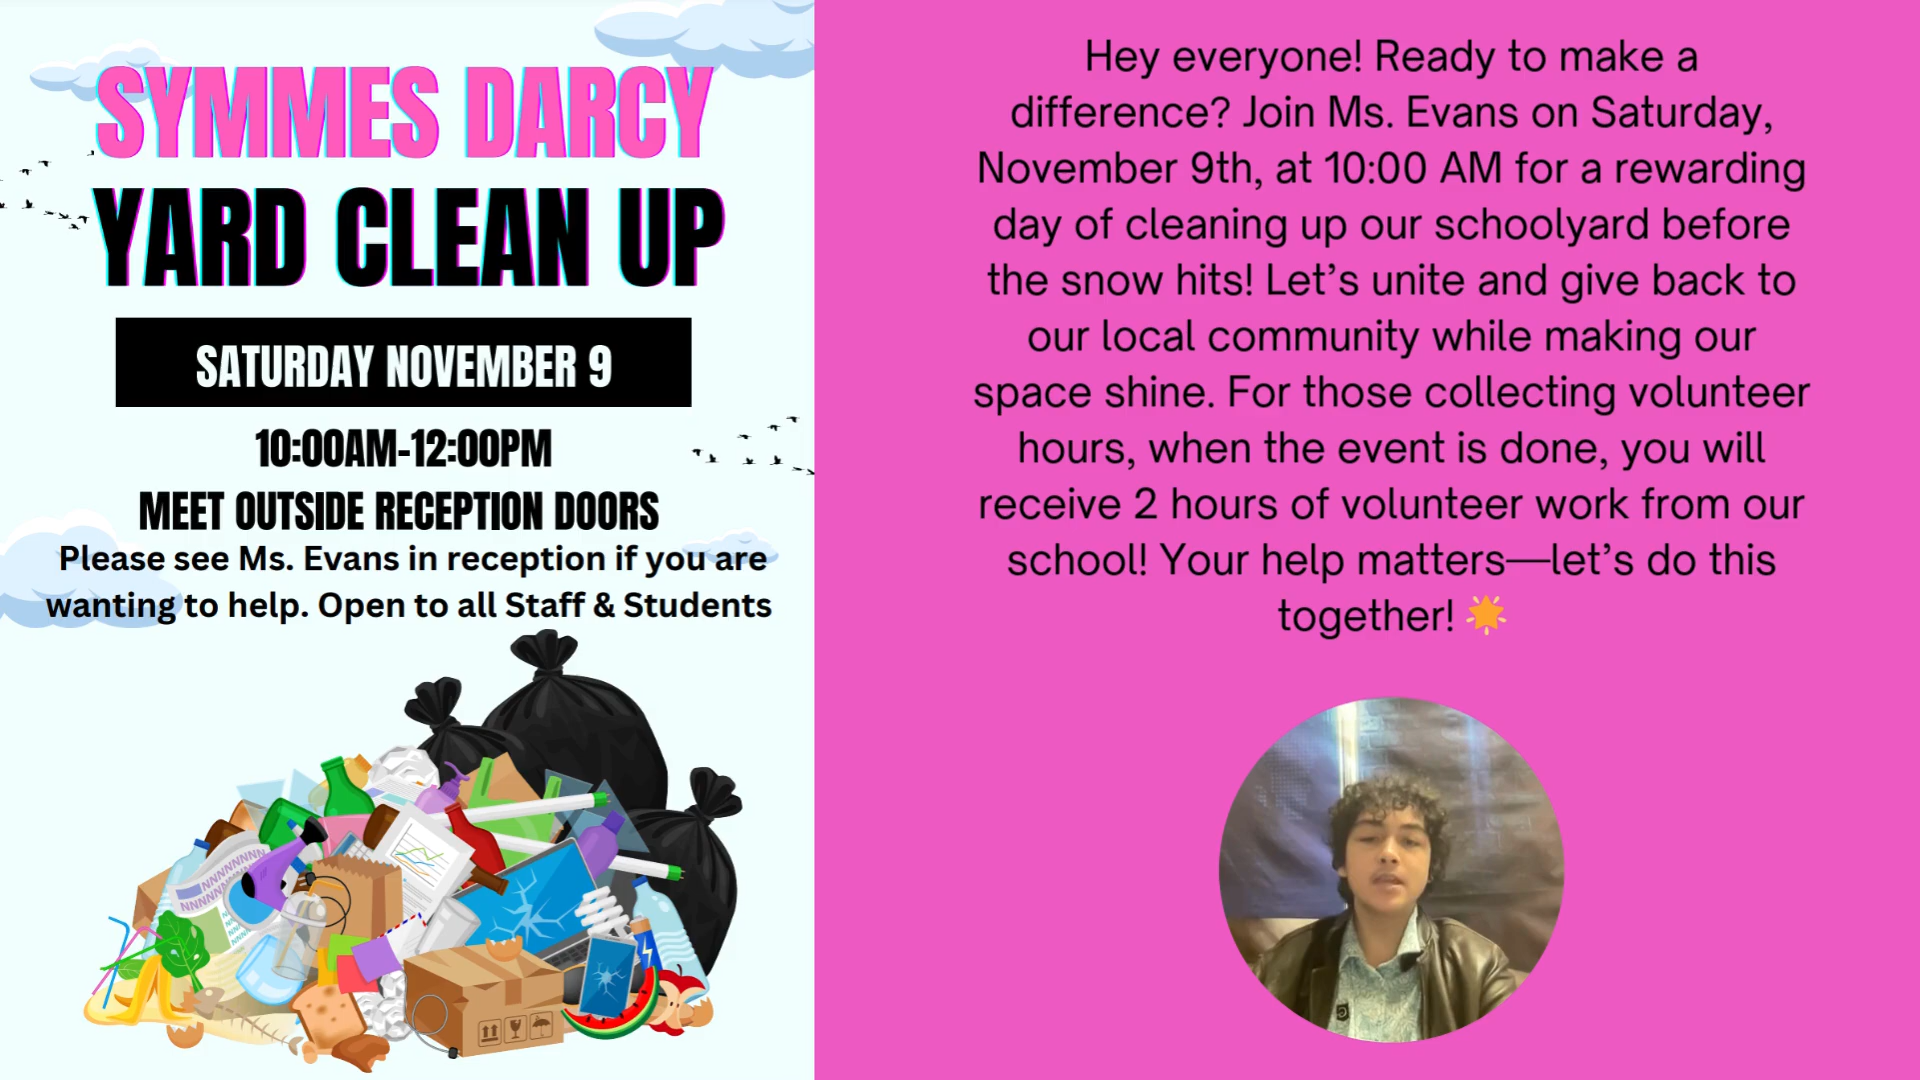 SYMMES DARCY
YARD CLEAN UP
SATURDAY NOVEMBER 9
10:00AM-12:00PM
MEET OUTSIDE RECEPTION DOORS
Please see Ms. Evans in reception if you are
wanting to help. Open to all Staff & Students
Hey everyone! Ready to make a
difference? Join Ms. Evans on Saturday,
November 9th, at 10:00 AM for a rewarding
day of cleaning up our schoolyard before
the snow hits! Let’s unite and give back to
our local community while making our
space shine. For those collecting volunteer
hours, when the event is done, you will
receive 2 hours of volunteer work from our
school! Your help matters—let’s do this
together! 🌟